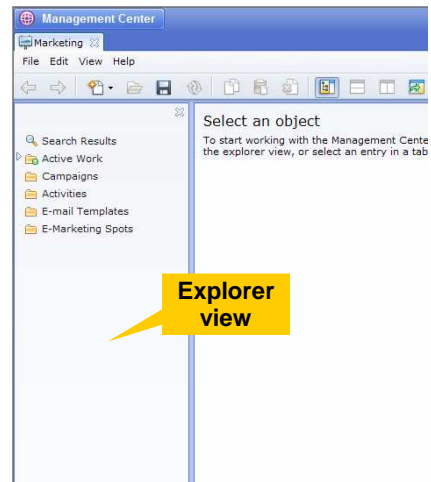 Management Center
Marketing
File Edit View Help
Select an object
To start working with the Management Cente
the explorer view, or select an entry in a tab
Search Results
Active Work
Campaigns
Activities
E-mail Templates
E-Marketing Spots
Explorer
view